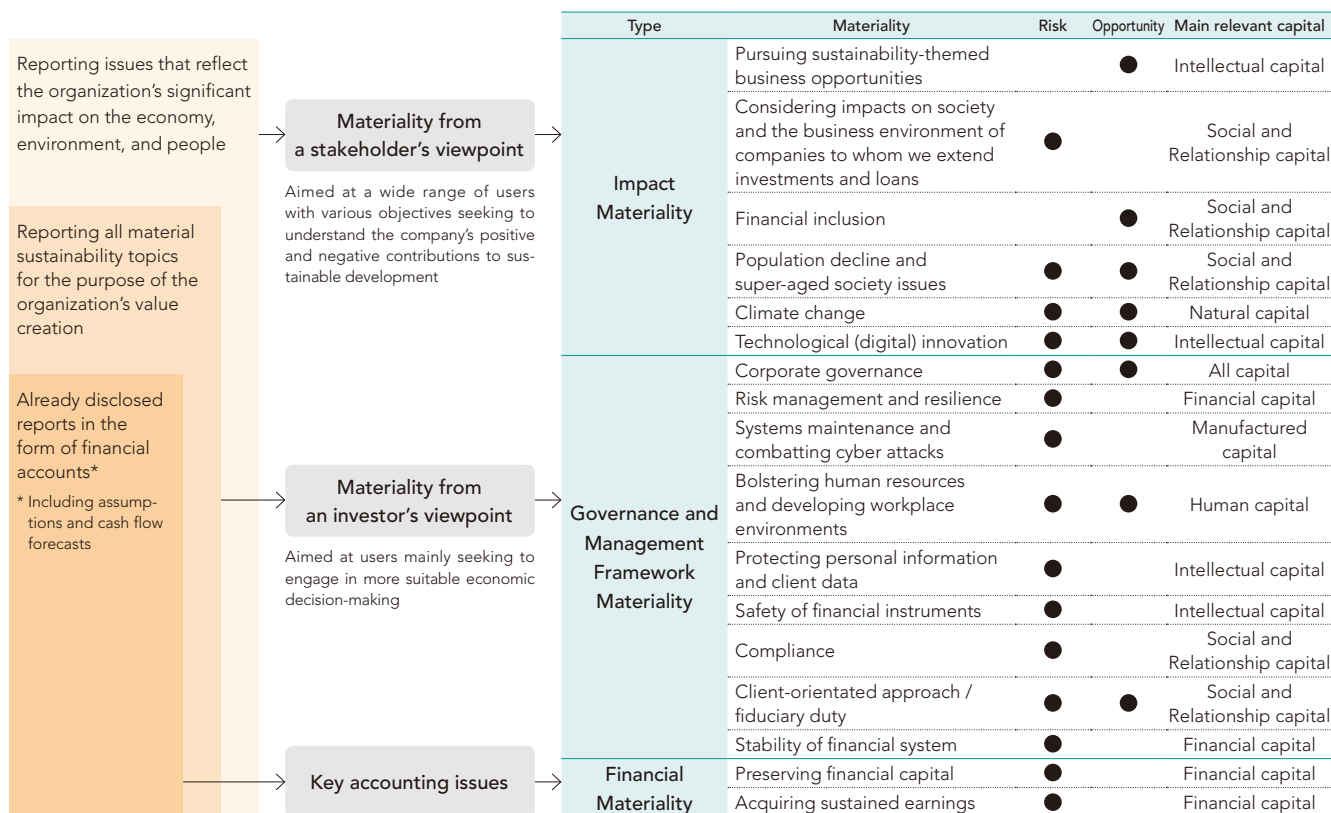 Reporting issues that reflect
the organization's significant
impact on the economy,
environment, and people
Reporting all material
sustainability topics
for the purpose of the
organization's value
creation
Already disclosed
reports in the
form of financial
accounts*
* Including assump-
tions and cash flow
forecasts
Materiality from
a stakeholder's viewpoint
Aimed at a wide range of users
with various objectives seeking to
understand the company's positive
and negative contributions to sus-
tainable development
Materiality from
an investor's viewpoint
Aimed at users mainly seeking to
engage in more suitable economic
decision-making
Key accounting issues
Type Materiality Risk Opportunity Main relevant capital
Impact
Materiality
Pursuing sustainability-themed
business opportunities
● Intellectual capital
Considering impacts on society
and the business environment of
companies to whom we extend
investments and loans
● Social and
Relationship capital
Financial inclusion ● Social and
Relationship capital
Population decline and
super-aged society issues
● ● Social and
Relationship capital
Climate change ● ● Natural capital
Technological (digital) innovation ● ● Intellectual capital
Governance and
Management
Framework
Materiality
Corporate governance ● ● All capital
Risk management and resilience ● Financial capital
Systems maintenance and
combatting cyber attacks
● Manufactured
capital
Bolstering human resources
and developing workplace
environments
● ● Human capital
Protecting personal information
and client data
● Intellectual capital
Safety of financial instruments ● Intellectual capital
Compliance ● Social and
Relationship capital
Client-orientated approach /
fiduciary duty
● ● Social and
Relationship capital
Stability of financial system ● Financial capital
Financial
Materiality
Preserving financial capital ● Financial capital
Acquiring sustained earnings ● Financial capital